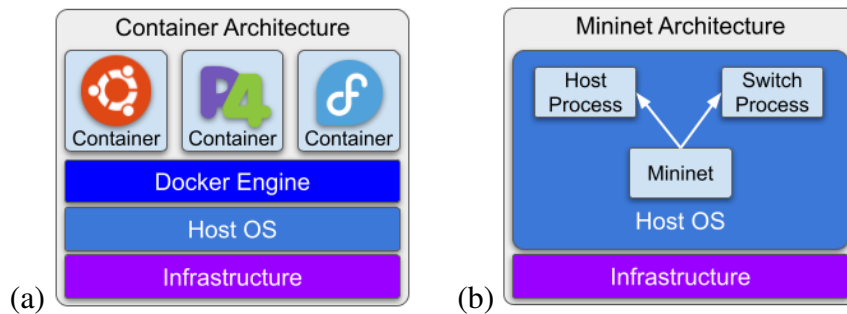 Container Architecture
P4
Container
Container
Container
Docker Engine
Host OS
Infrastructure
(a)
Mininet Architecture
Host
Process
Switch
Process
Mininet
Host OS
Infrastructure
(b)